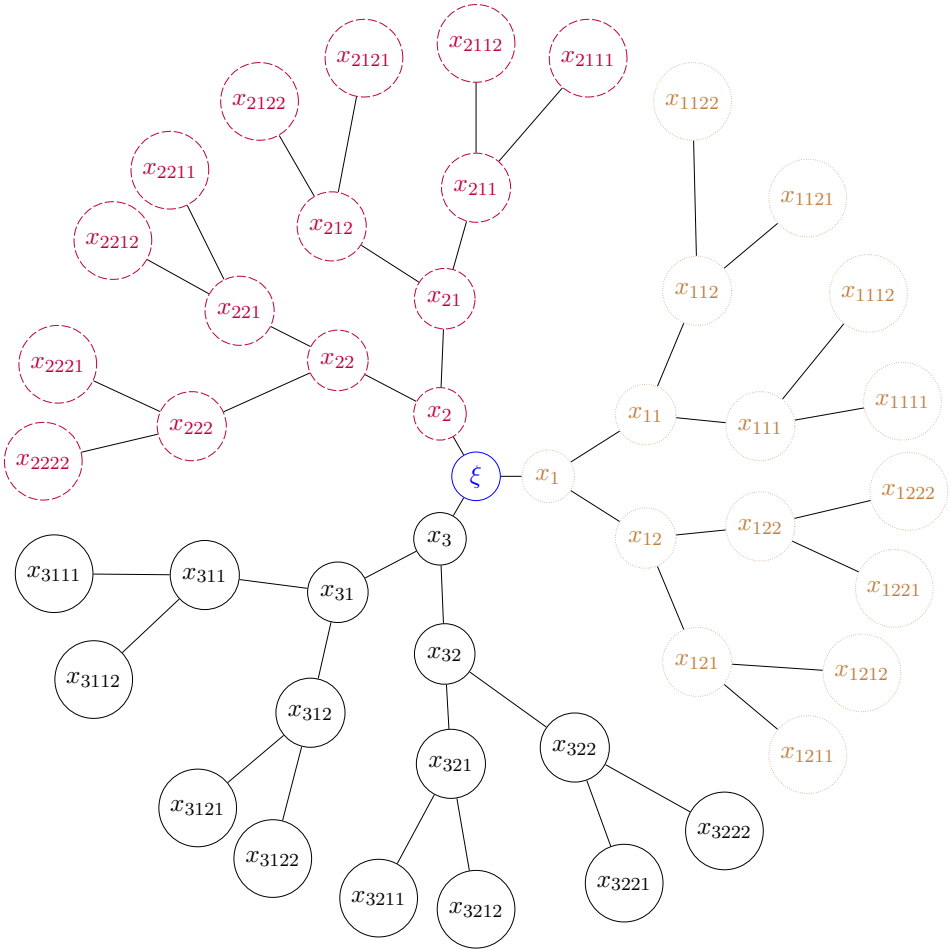 x₂₁₁₂
x₂₁₂₁
x₂₁₁₁
x₂₁₂₂
x₁₁₂₂
x₂₂₁₁
x₂₁₁
x₁₁₂₁
x₂₁₂
x₂₂₁₂
x₁₁₂
x₁₁₁₂
x₂₁
x₂₂₁
x₂₂
x₂₂₂₁
x₁₁₁₁
x₂
x₁₁
x₂₂₂
x₁₁₁
x₂₂₂₂
ξ
x₁
x₁₂₂₂
x₁₂₂
x₃
x₁₂
x₃₁₁₁
x₃₁₁
x₁₂₂₁
x₃₁
x₃₂
x₁₂₁
x₁₂₁₂
x₃₁₁₂
x₃₁₂
x₃₂₂
x₁₂₁₁
x₃₂₁
x₃₁₂₁
x₃₂₂₂
x₃₁₂₂
x₃₂₂₁
x₃₂₁₁
x₃₂₁₂